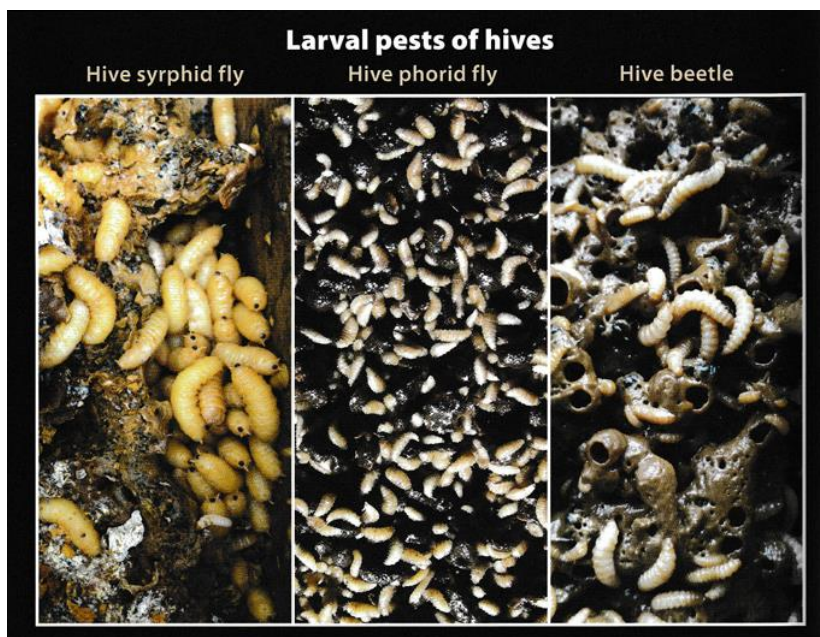 Larval pests of hives
Hive syrphid fly
Hive phorid fly
Hive beetle